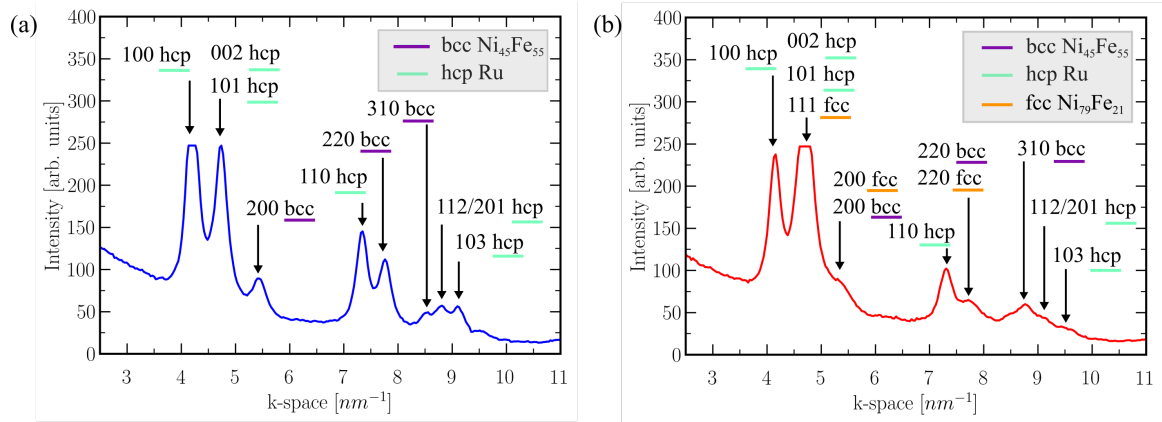 (a)
400
350
300
250
200
150
100
50
0
Intensity [arb. units]
3 4 5 6 7 8 9 10 11
k-space [nm⁻¹]
bcc Ni₄₅Fe₅₅
hcp Ru
100 hcp
002 hcp
101 hcp
200 bcc
110 hcp
220 bcc
310 bcc
112/201 hcp
103 hcp
(b)
400
350
300
250
200
150
100
50
0
Intensity [arb. units]
3 4 5 6 7 8 9 10 11
k-space [nm⁻¹]
bcc Ni₄₅Fe₅₅
hcp Ru
fcc Ni₇₉Fe₂₁
100 hcp
002 hcp
101 hcp
111 fcc
200 fcc
200 bcc
110 hcp
220 bcc
220 fcc
310 bcc
112/201 hcp
103 hcp